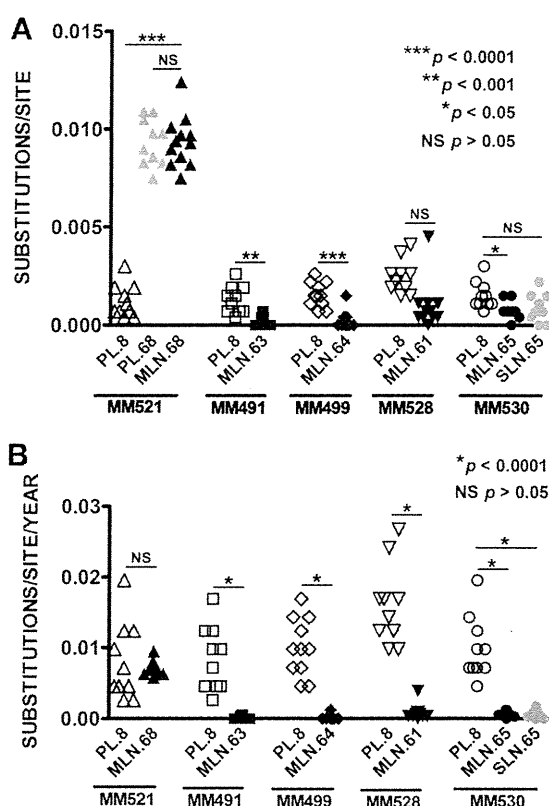 A
SUBSTITUTIONS/SITE
0.015
0.010
0.005
0.000
***
NS
**
***
NS
NS
*
*** p < 0.0001
** p < 0.001
* p < 0.05
NS p > 0.05
PL.8 PL.68 MLN.68 PL.8 MLN.63 PL.8 MLN.64 PL.8 MLN.61 PL.8 MLN.65 SLN.65
MM521 MM491 MM499 MM528 MM530
B
SUBSTITUTIONS/SITE/YEAR
0.03
0.02
0.01
0.00
* p < 0.0001
NS p > 0.05
NS
*
*
*
*
*
PL.8 MLN.68 PL.8 MLN.63 PL.8 MLN.64 PL.8 MLN.61 PL.8 MLN.65 SLN.65
MM521 MM491 MM499 MM528 MM530